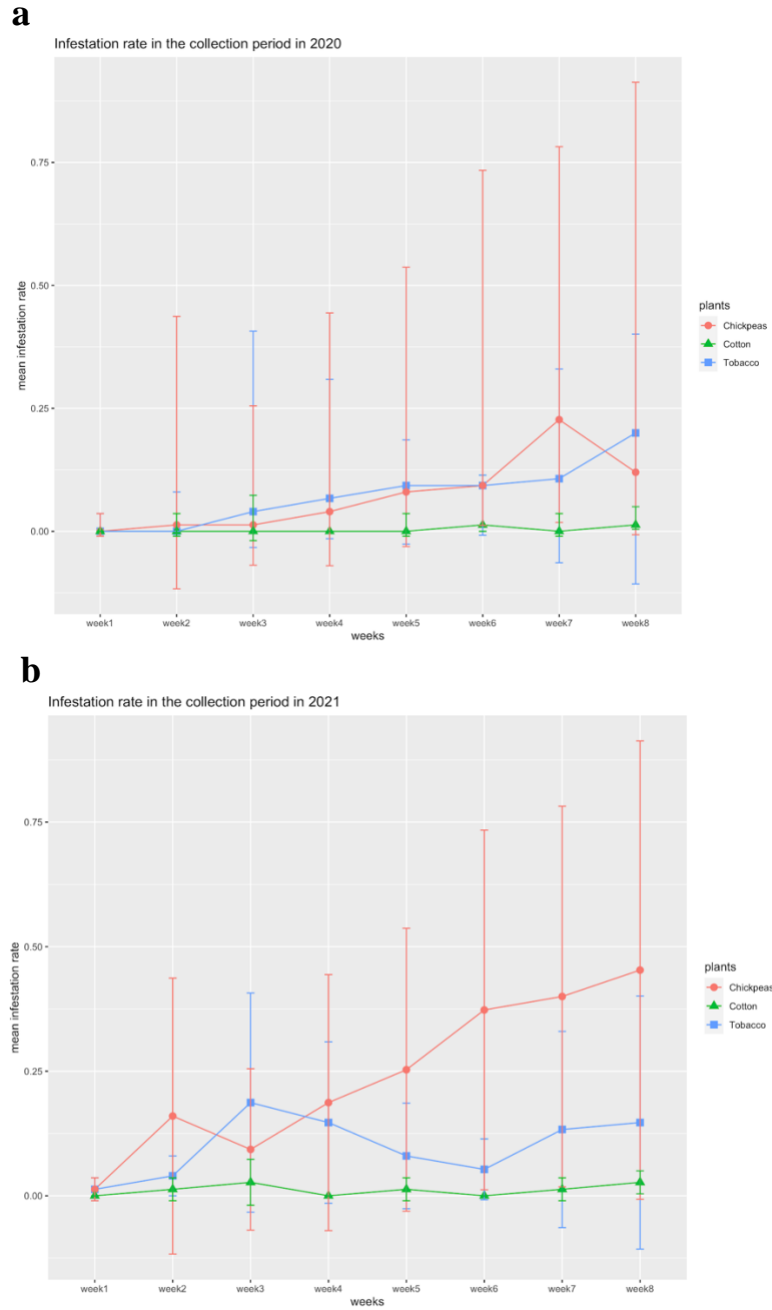 a
Infestation rate in the collection period in 2020
0.75
0.50
0.25
0.00
mean infestation rate
week1 week2 week3 week4 week5 week6 week7 week8
weeks
plants
Chickpeas
Cotton
Tobacco
b
Infestation rate in the collection period in 2021
0.75
0.50
0.25
0.00
mean infestation rate
week1 week2 week3 week4 week5 week6 week7 week8
weeks
plants
Chickpeas
Cotton
Tobacco